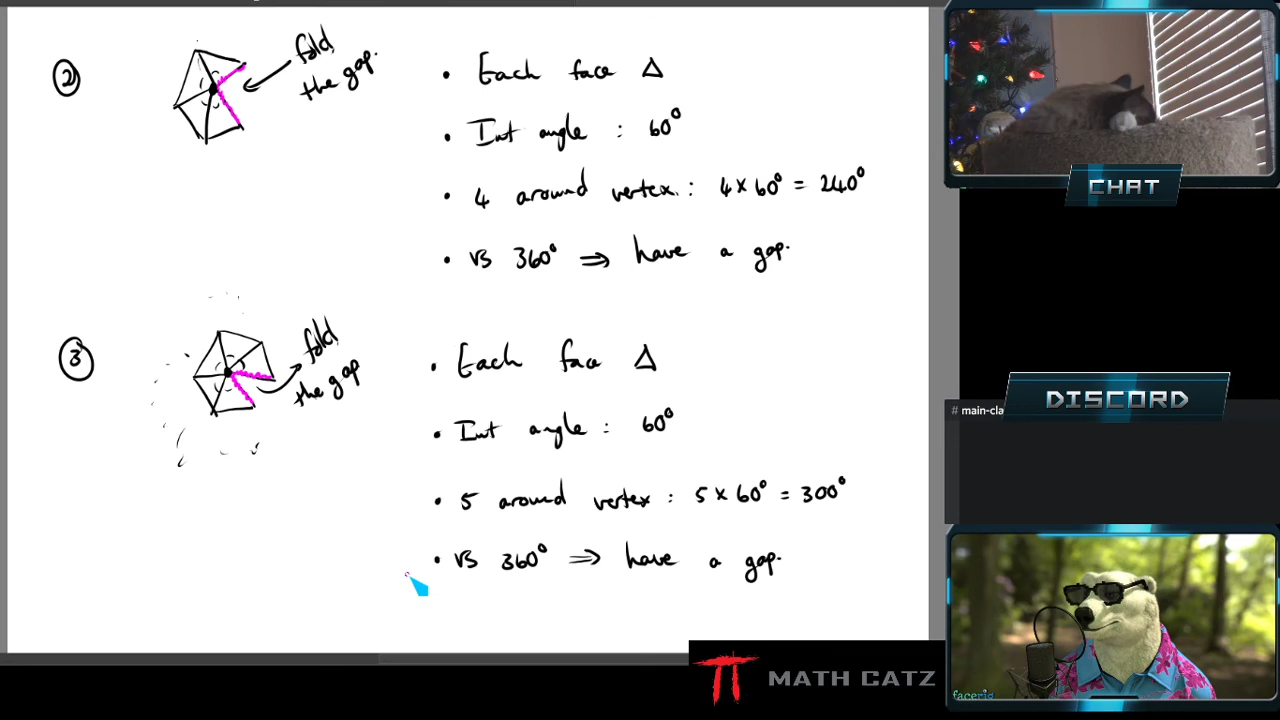 ②
fold
the gap.
• Each face Δ
• Int angle : 60°
• 4 around vertex : 4 × 60° = 240°
• vs 360° ⇒ have a gap.
③
fold
the gap
• Each face Δ
• Int angle : 60°
• 5 around vertex : 5 × 60° = 300°
• vs 360° ⇒ have a gap.
CHAT
# main-cla
DISCORD
π MATH CATZ
facerig